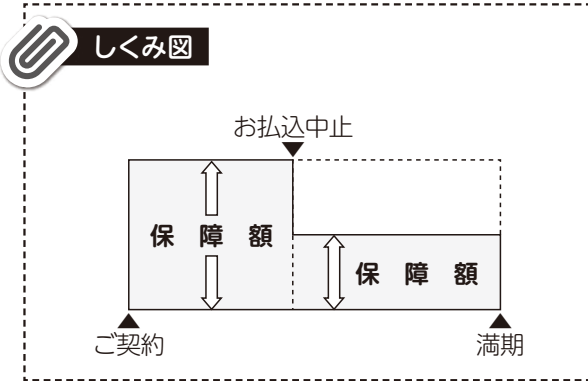 しくみ図
お払込中止
保 障 額
保 障 額
ご契約
満期